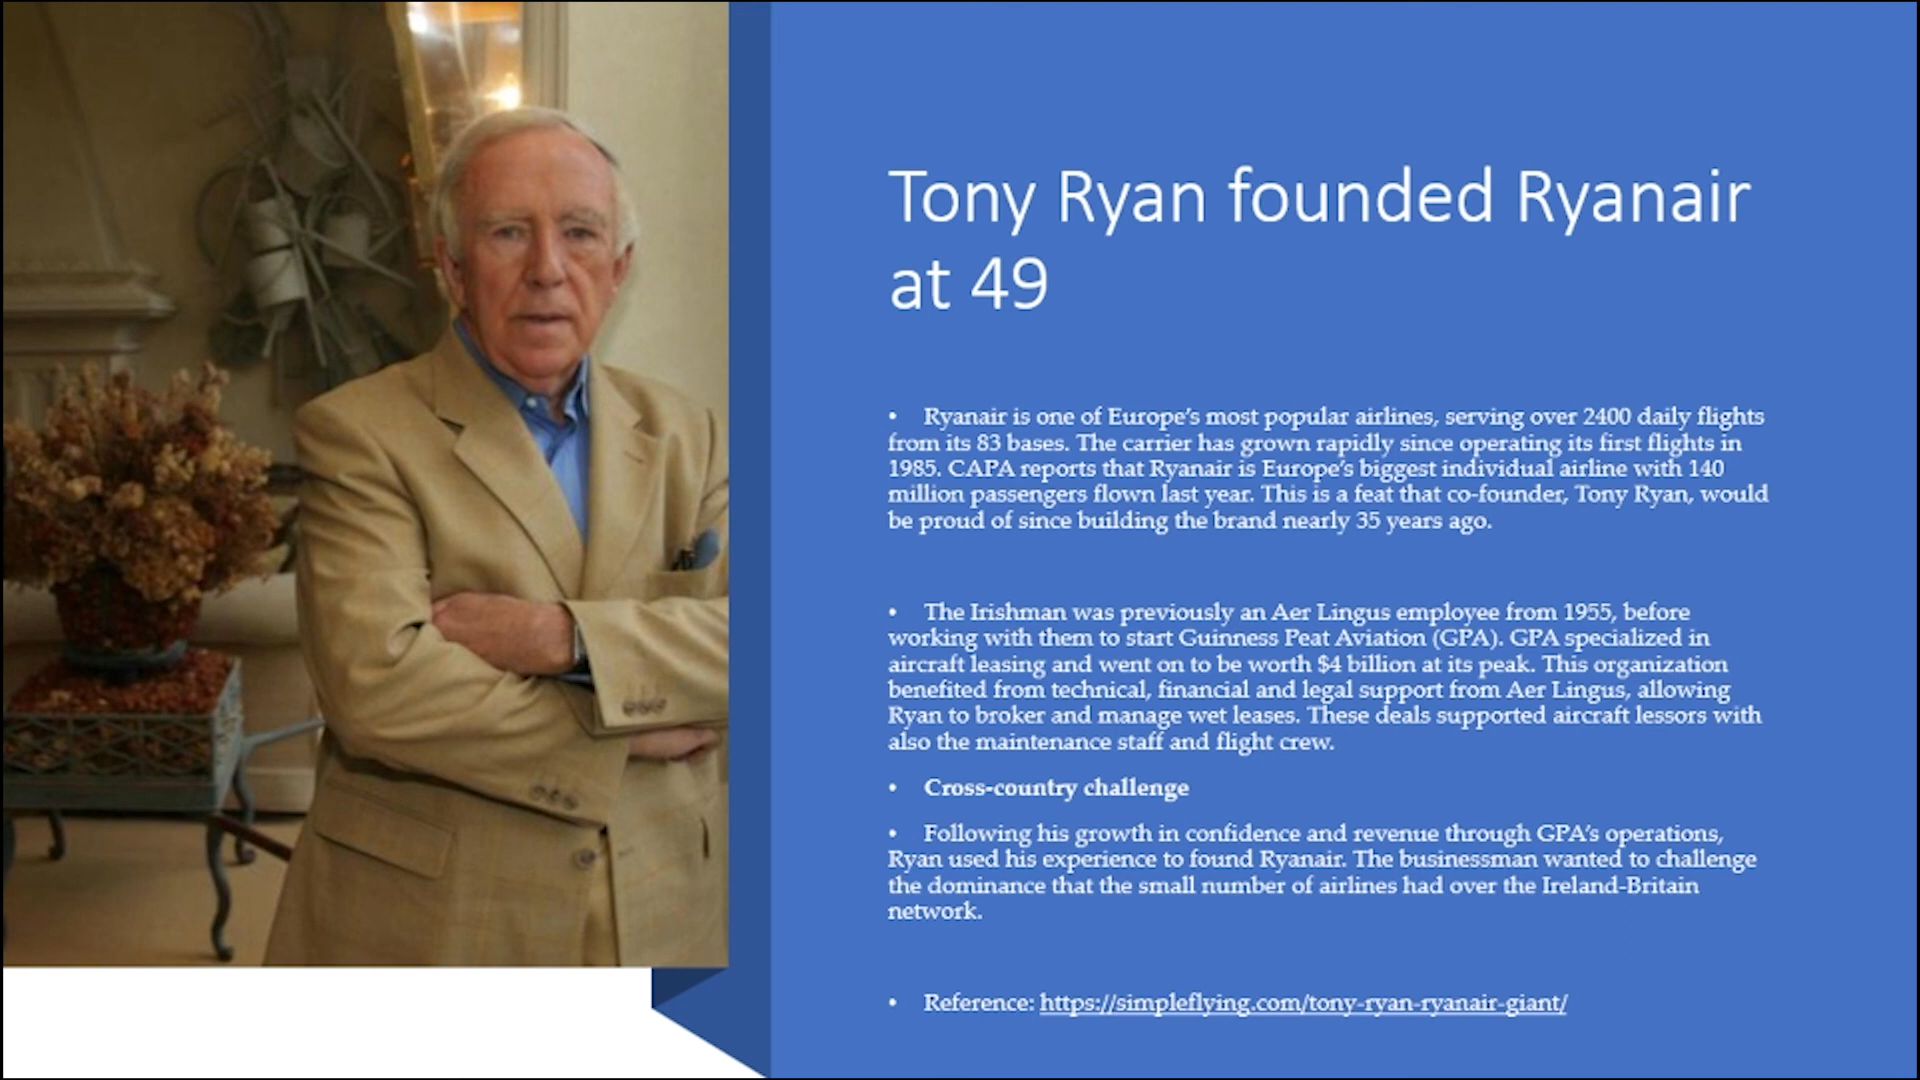 Tony Ryan founded Ryanair
at 49
• Ryanair is one of Europe's most popular airlines, serving over 2400 daily flights
from its 83 bases. The carrier has grown rapidly since operating its first flights in
1985. CAPA reports that Ryanair is Europe's biggest individual airline with 140
million passengers flown last year. This is a feat that co-founder, Tony Ryan, would
be proud of since building the brand nearly 35 years ago.
• The Irishman was previously an Aer Lingus employee from 1955, before
working with them to start Guinness Peat Aviation (GPA). GPA specialized in
aircraft leasing and went on to be worth $4 billion at its peak. This organization
benefited from technical, financial and legal support from Aer Lingus, allowing
Ryan to broker and manage wet leases. These deals supported aircraft lessors with
also the maintenance staff and flight crew.
• Cross-country challenge
• Following his growth in confidence and revenue through GPA's operations,
Ryan used his experience to found Ryanair. The businessman wanted to challenge
the dominance that the small number of airlines had over the Ireland-Britain
network.
• Reference: https://simpleflying.com/tony-ryan-ryanair-giant/